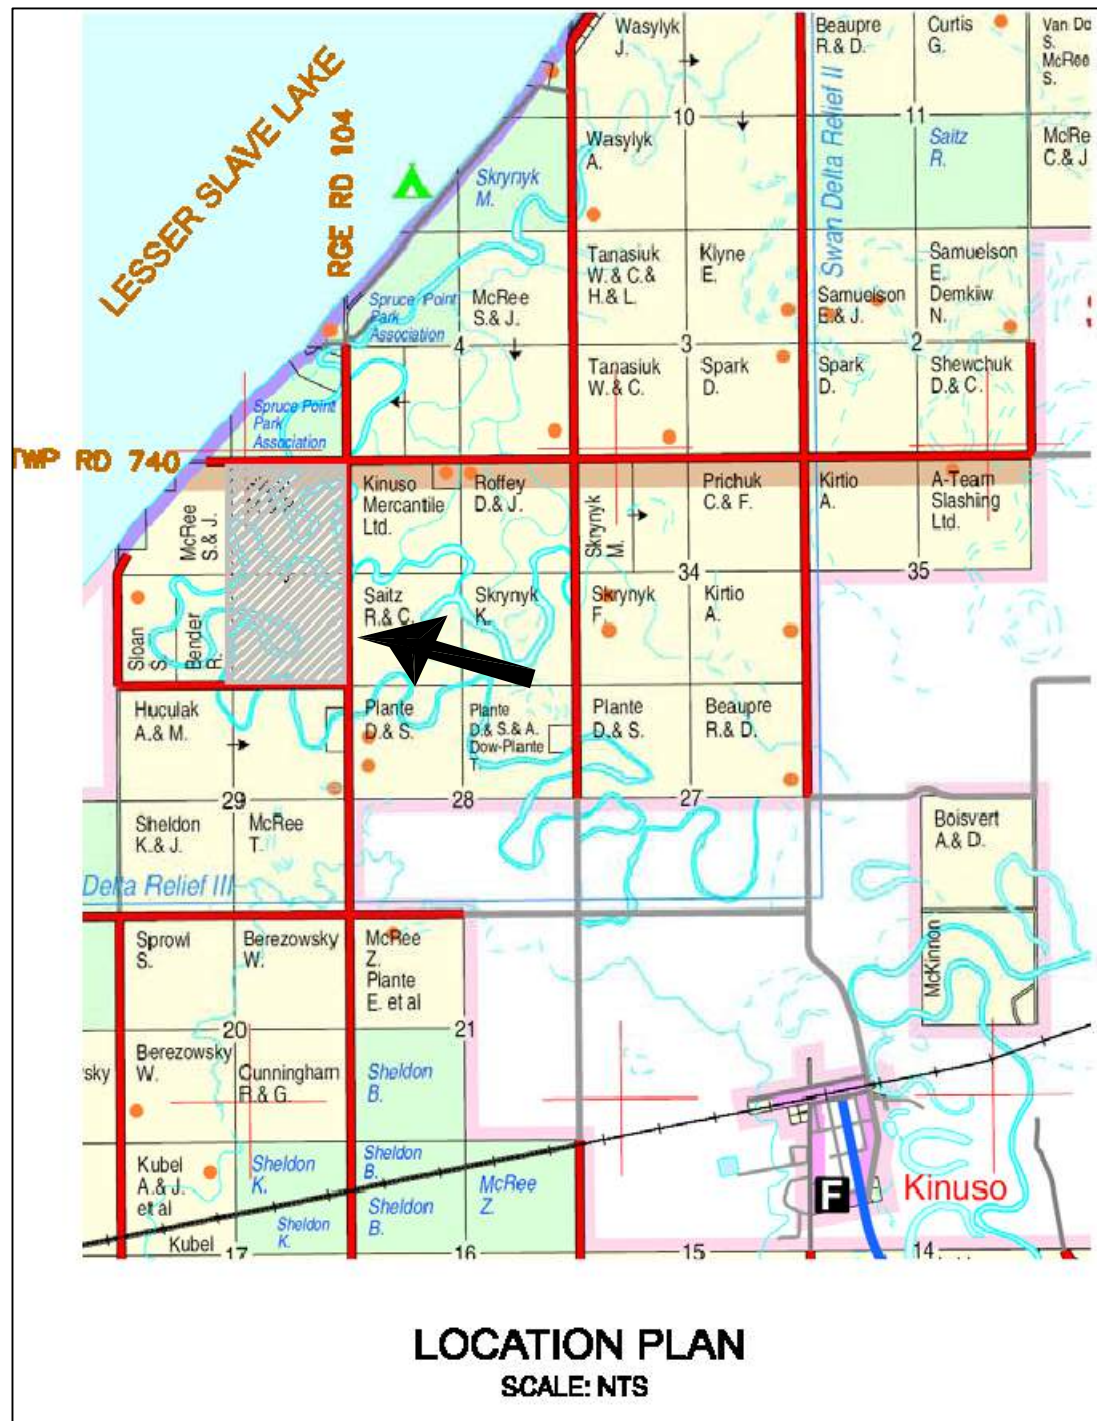 Wasylyk
J.
Beaupre
R.& D.
Curtis
G.
S.
McRee
S.
LESSER SLAVE LAKE
RGE RD 104
10
11
Swan Delta Relief II
Wasylyk
A.
Saitz
R.
C.& J
Skrynyk
M.
Tanasiuk
W. & C.&
H.& L.
Klyne
E.
Samuelson
E.
Demkiw
N.
Samuelson
E.& J.
Spruce Point
Park
Association
McRee
S.& J.
4
3
2
Tanasiuk
W.& C.
Spark
D.
Spark
D.
Shewchuk
D.& C.
Spruce Point
Park
Association
TWP RD 740
McRee
S.& J.
Kinuso
Mercantile
Ltd.
Roffey
D.& J.
Skrynyk
M.
Prichuk
C.& F.
Kirtio
A.
A-Team
Slashing
Ltd.
34
35
Saitz
R.& C.
Skrynyk
K.
Skrynyk
F.
Kirtio
A.
Sloan
S.
Bender
R.
Huculak
A.& M.
Plante
D.& S.
Plante
D.& S.& A.
Dow-Plante
T.
Plante
D.& S.
Beaupre
R.& D.
29
28
27
Sheldon
K.& J.
McRee
T.
Boisvert
A.& D.
Delta Relief III
Sprowl
S.
Berezowsky
W.
McRee
Z.
Plante
E. et al
McKinnon
20
21
Berezowsky
W.
sky
Cunningham
R.& G.
Sheldon
B.
Kubel
A.& J.
et al
Sheldon
K.
Sheldon
B.
McRee
Z.
Sheldon
B.
Sheldon
K.
Kubel
F
Kinuso
17
16
15
14
LOCATION PLAN
SCALE: NTS